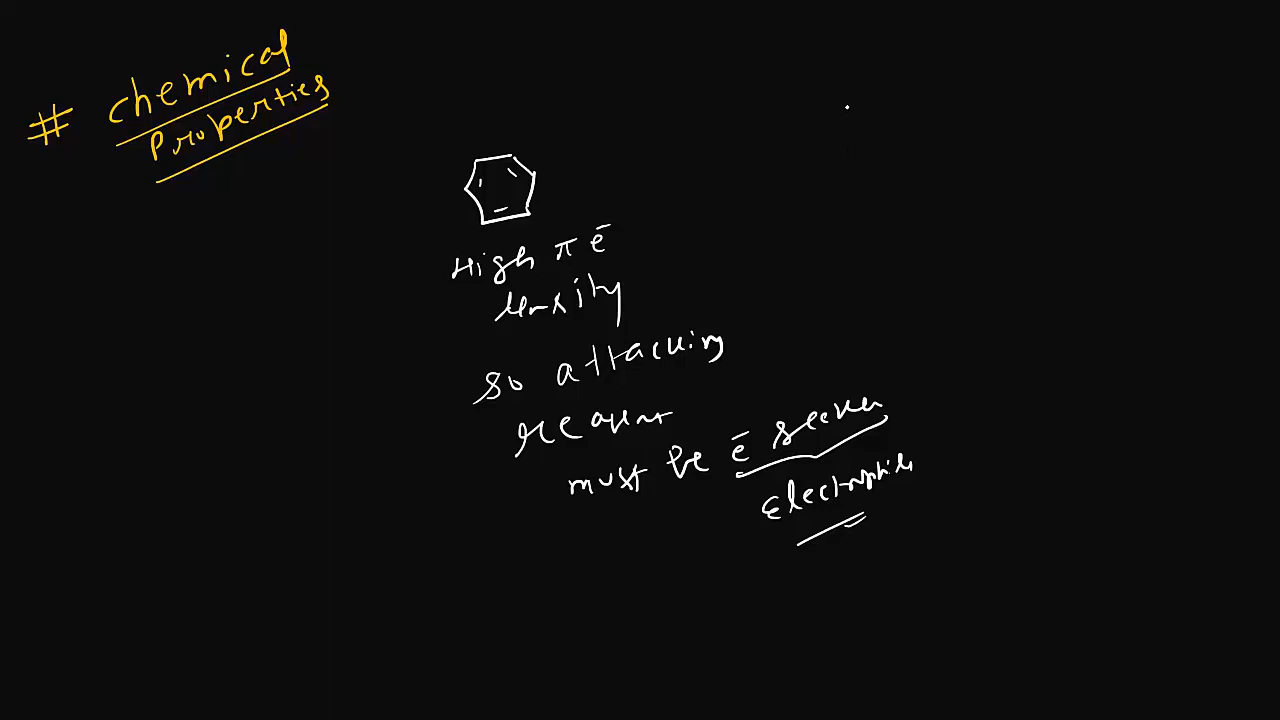 # chemical
Properties
High π e⁻
density
so attacking
reagent
must be e⁻ seeker
Electrophile